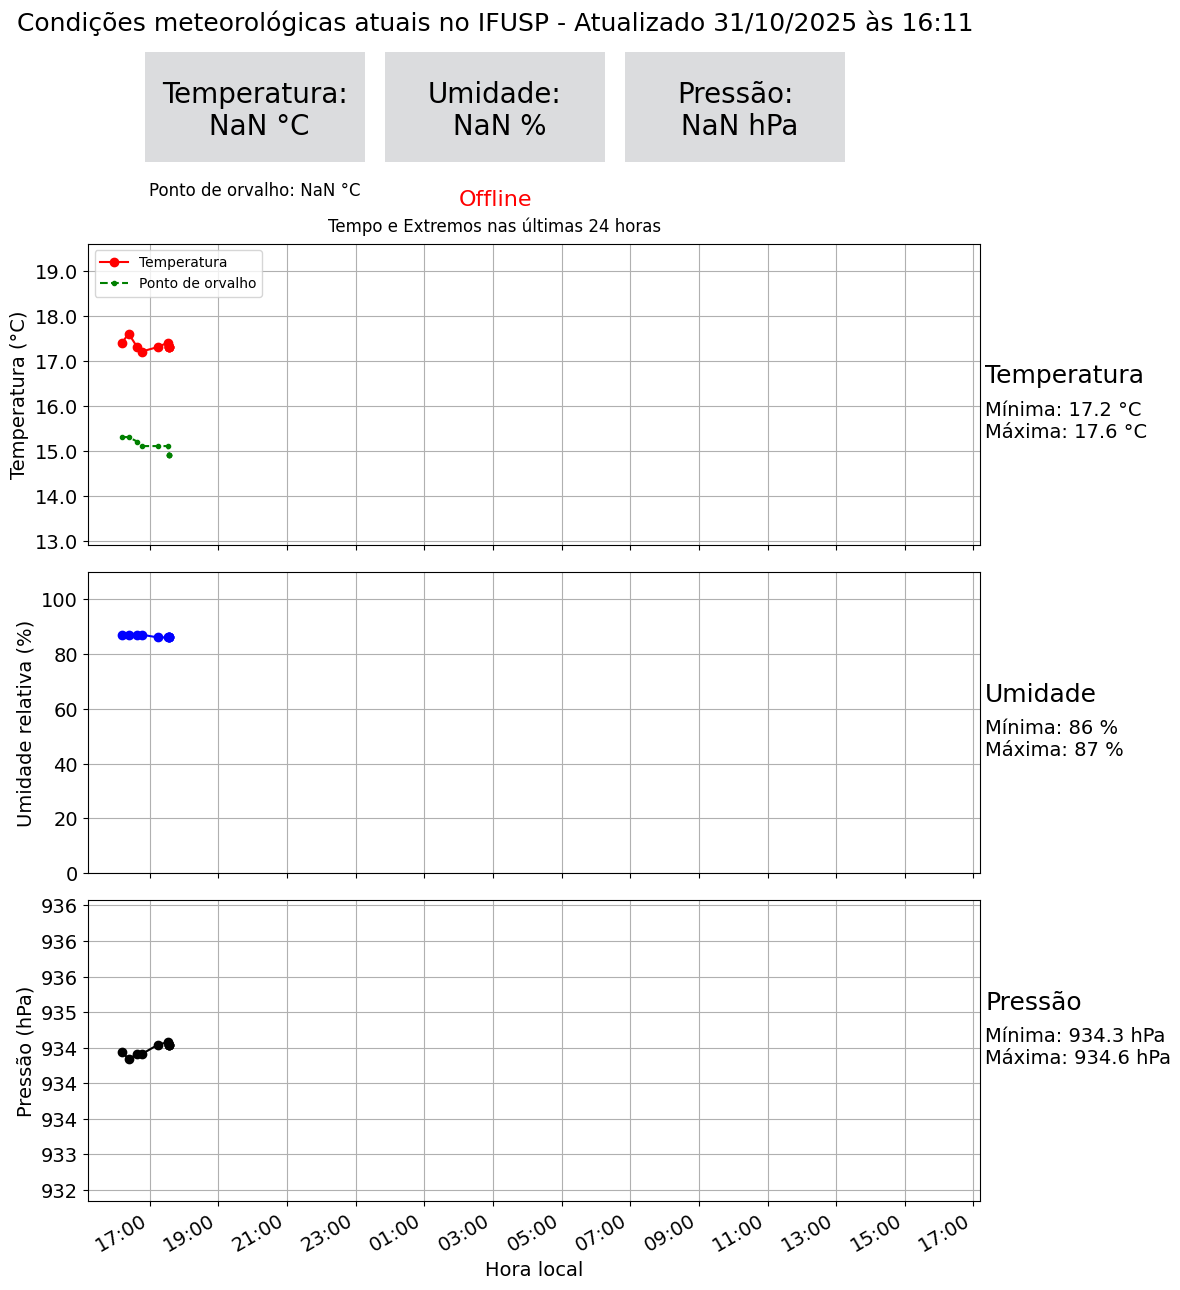 Condições meteorológicas atuais no IFUSP - Atualizado 31/10/2025 às 16:11
Temperatura:
NaN °C
Umidade:
NaN %
Pressão:
NaN hPa
Ponto de orvalho: NaN °C
Offline
Tempo e Extremos nas últimas 24 horas
Temperatura
Ponto de orvalho
Temperatura (°C)
19.0
18.0
17.0
16.0
15.0
14.0
13.0
Temperatura
Mínima: 17.2 °C
Máxima: 17.6 °C
Umidade relativa (%)
100
80
60
40
20
0
Umidade
Mínima: 86 %
Máxima: 87 %
Pressão (hPa)
936
936
936
935
934
934
934
933
932
Pressão
Mínima: 934.3 hPa
Máxima: 934.6 hPa
17:00
19:00
21:00
23:00
01:00
03:00
05:00
07:00
09:00
11:00
13:00
15:00
17:00
Hora local